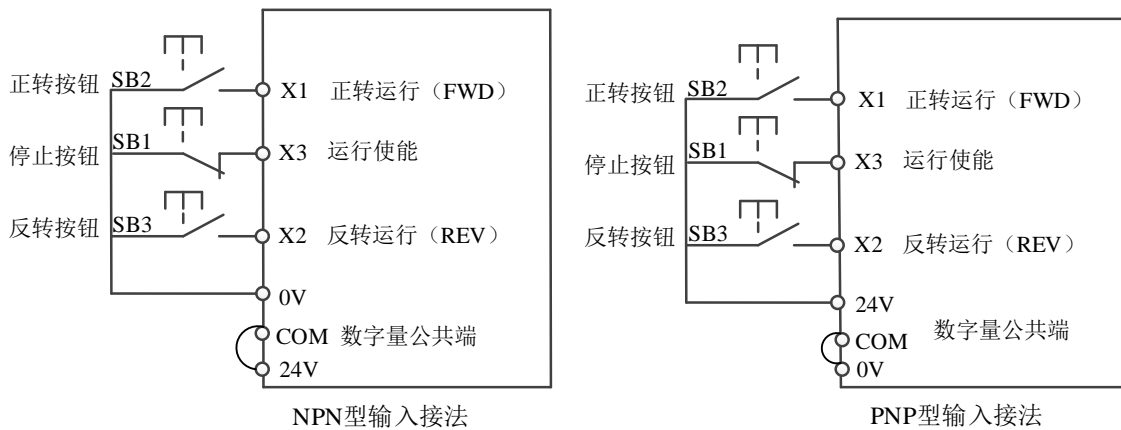 正转按钮 SB2 X1 正转运行（FWD）
停止按钮 SB1 X3 运行使能
反转按钮 SB3 X2 反转运行（REV）
0V
COM 数字量公共端
24V
NPN型输入接法
正转按钮 SB2 X1 正转运行（FWD）
停止按钮 SB1 X3 运行使能
反转按钮 SB3 X2 反转运行（REV）
24V
COM 数字量公共端
0V
PNP型输入接法